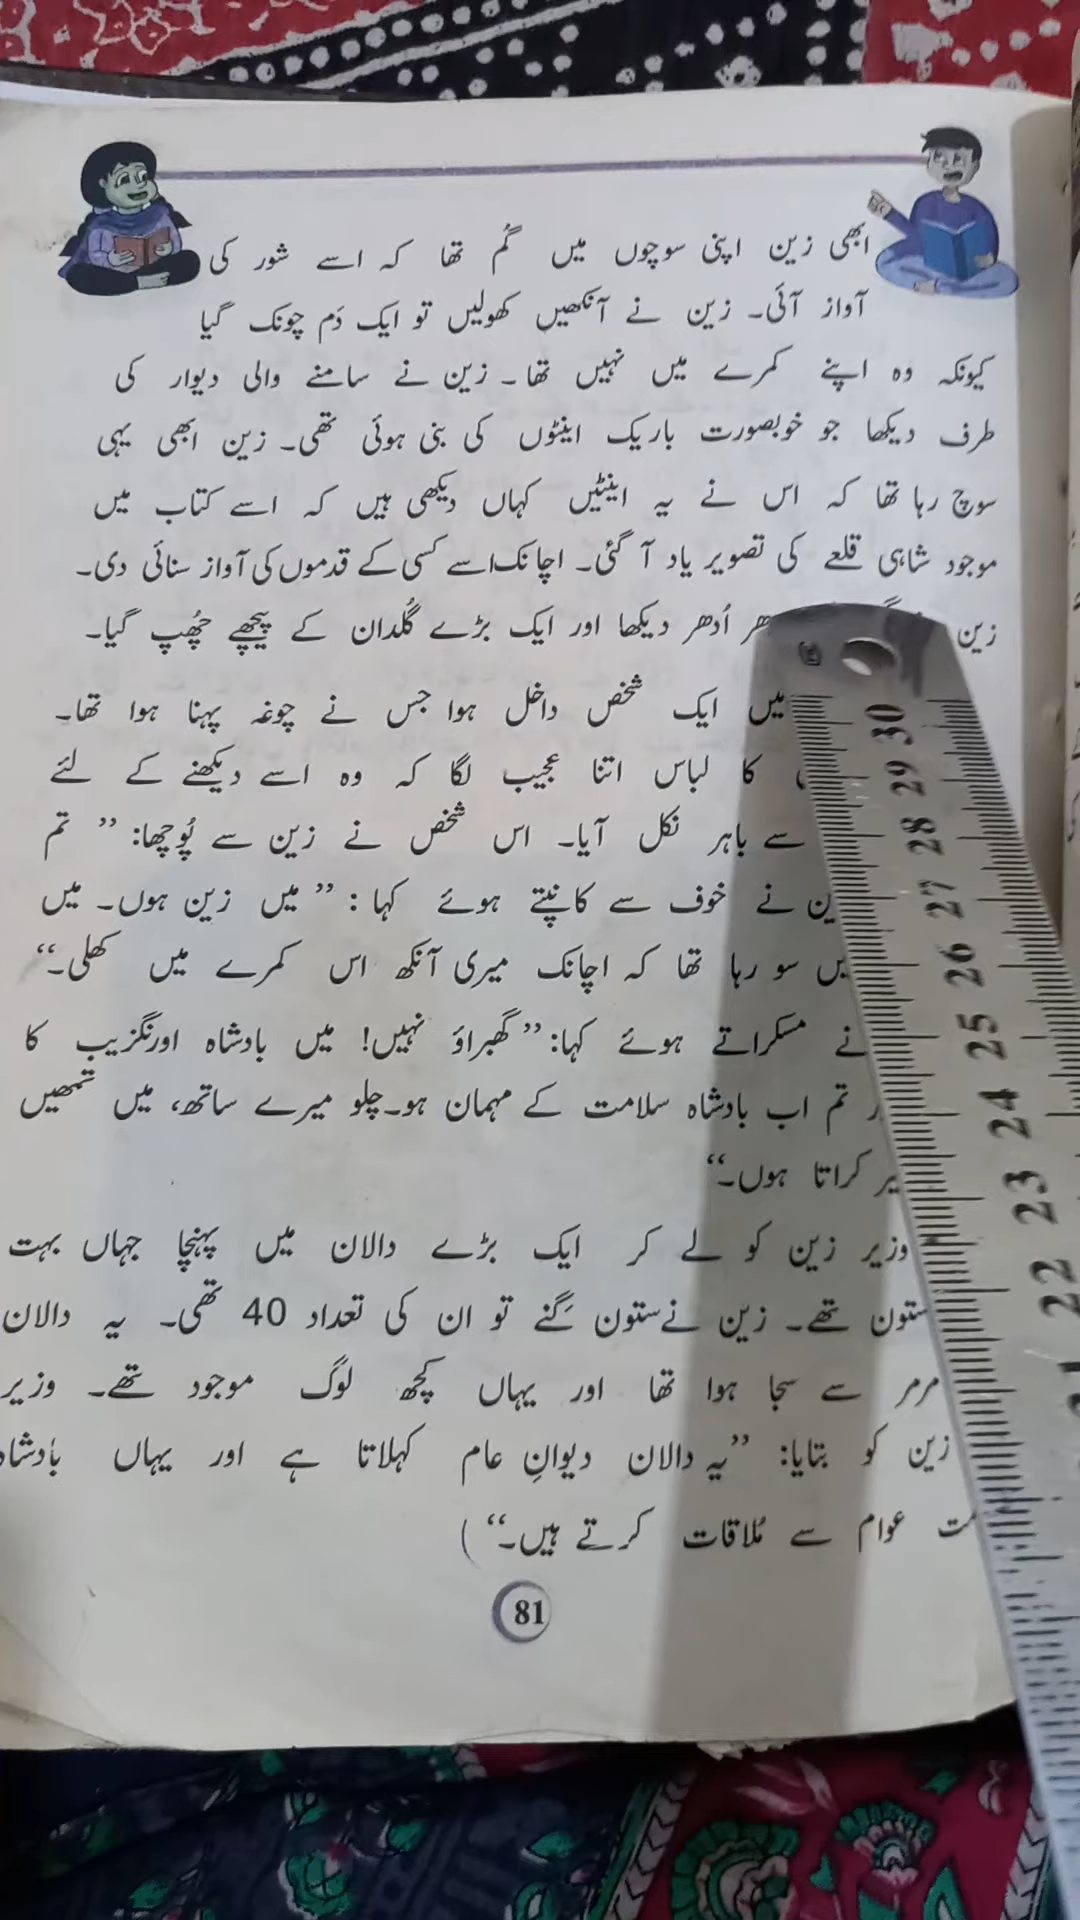 ابھی زین اپنی سوچوں میں گُم تھا کہ اسے شور کی
آواز آئی۔ زین نے آنکھیں کھولیں تو ایک دَم چونک گیا
کیونکہ وہ اپنے کمرے میں نہیں تھا۔ زین نے سامنے والی دیوار کی
طرف دیکھا جو خوبصورت باریک اینٹوں کی بنی ہوئی تھی۔ زین ابھی یہی
سوچ رہا تھا کہ اس نے یہ اینٹیں کہاں دیکھی ہیں کہ اسے کتاب میں
موجود شاہی قلعے کی تصویر یاد آ گئی۔ اچانک اسے کسی کے قدموں کی آواز سنائی دی۔
زین اُدھر دیکھا اور ایک بڑے گُلدان کے پیچھے چُھپ گیا۔
میں ایک شخص داخل ہوا جس نے چوغہ پہنا ہوا تھا۔
کا لباس اتنا عجیب لگا کہ وہ اسے دیکھنے کے لئے
سے باہر نکل آیا۔ اس شخص نے زین سے پُوچھا: ”تم
نے خوف سے کانپتے ہوئے کہا: ”میں زین ہوں۔ میں
سو رہا تھا کہ اچانک میری آنکھ اس کمرے میں کھلی۔“
نے مسکراتے ہوئے کہا: ”گھبراؤ نہیں! میں بادشاہ اورنگزیب کا
تم اب بادشاہ سلامت کے مہمان ہو۔ چلو میرے ساتھ، میں تمھیں
کراتا ہوں۔“
وزیر زین کو لے کر ایک بڑے دالان میں پہنچا جہاں بہت
ستون تھے۔ زین نے ستون گِنے تو ان کی تعداد 40 تھی۔ یہ دالان
مرمر سے سجا ہوا تھا اور یہاں کچھ لوگ موجود تھے۔ وزیر
زین کو بتایا: ”یہ دالان دیوانِ عام کہلاتا ہے اور یہاں بادشاہ
عوام سے مُلاقات کرتے ہیں۔“
81
30
29
28
27
26
25
24
23
22